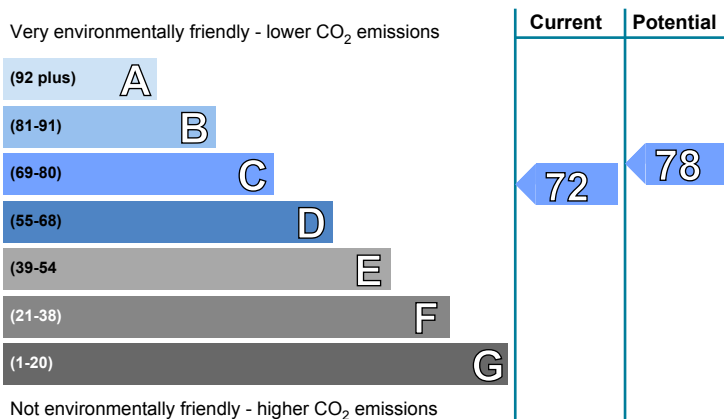 Current Potential
Very environmentally friendly - lower CO2 emissions
(92 plus) A
(81-91) B
(69-80) C
72 78
(55-68) D
(39-54 E
(21-38) F
(1-20) G
Not environmentally friendly - higher CO2 emissions